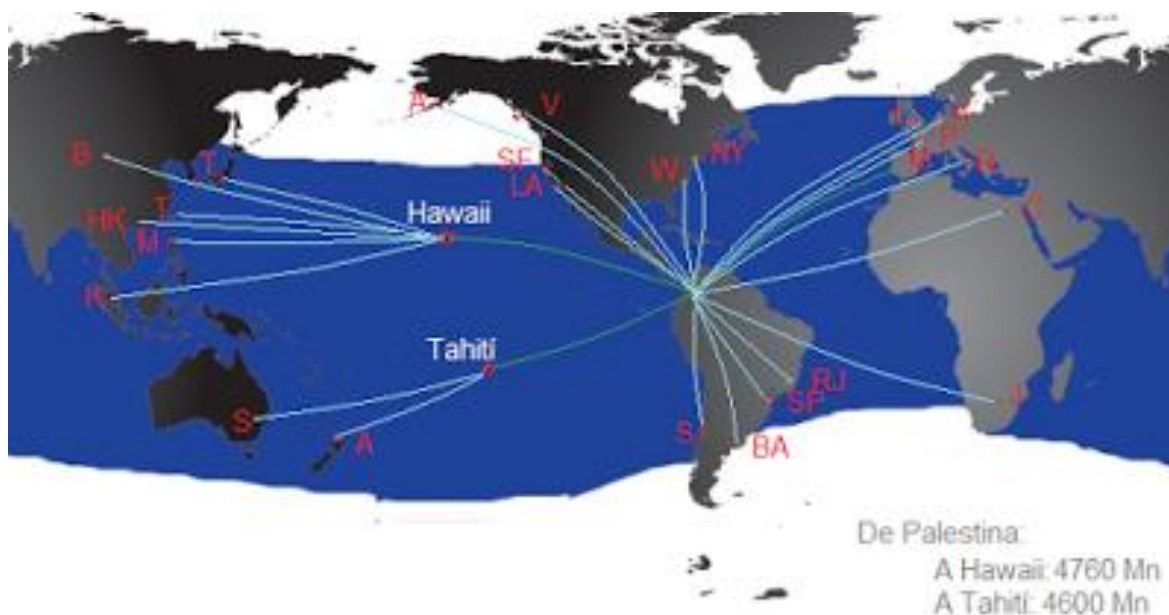 A
V
B
T
SF
NY
W
LA
R
T
HK
Hawaii
M
Tahití
RJ
SP
S
A
S
BA
De Palestina:
A Hawaii: 4760 Mn
A Tahití: 4600 Mn